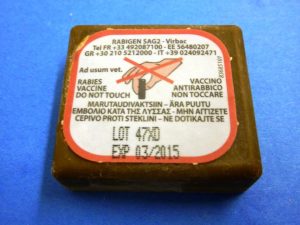 RABIGEN SAG2 - Virbac
Tel FR +33 492087100 - EE 56480207
GR +30 210 5212000 - IT +39 024092471
Ad usum vet.
RABIES VACCINE DO NOT TOUCH
VACCINO ANTIRABBICO NON TOCCARE
MARUTAUDIVAKTSIIN - ÄRA PUUTU
ΕΜΒΟΛΙΟ ΚΑΤΑ ΤΗΣ ΛΥΣΣΑΣ - ΜΗΝ ΑΓΓΙΖΕΤΕ
CEPIVO PROTI STEKLINI - NE DOTIKAJTE SE
LOT 47XD
EXP 03/2015